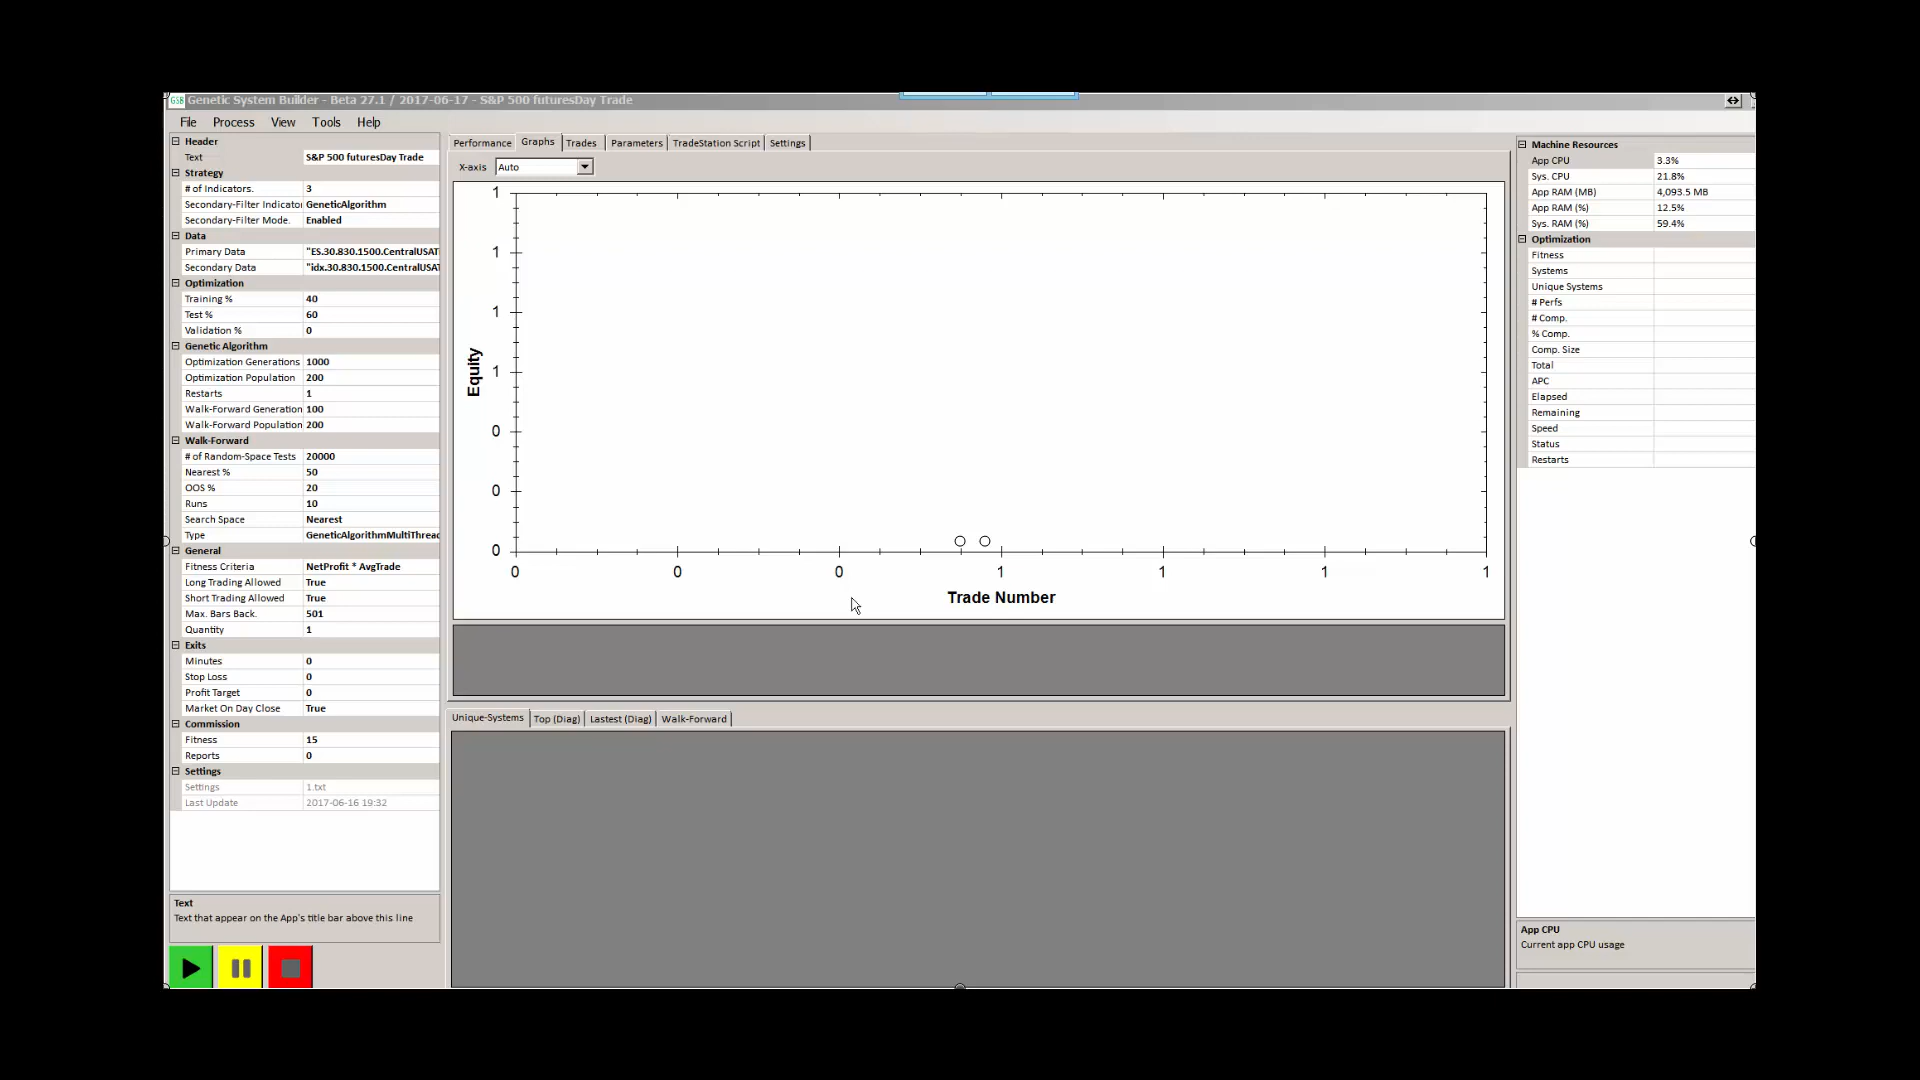 GSB Genetic System Builder - Beta 27.1 / 2017-06-17 - S&P 500 futuresDay Trade
File Process View Tools Help
Header
Text S&P 500 futuresDay Trade
Strategy
# of Indicators. 3
Secondary-Filter Indicator GeneticAlgorithm
Secondary-Filter Mode. Enabled
Data
Primary Data "ES.30.830.1500.CentralUSAT
Secondary Data "idx.30.830.1500.CentralUSAT
Optimization
Training % 40
Test % 60
Validation % 0
Genetic Algorithm
Optimization Generations 1000
Optimization Population 200
Restarts 1
Walk-Forward Generation 100
Walk-Forward Population 200
Walk-Forward
# of Random-Space Tests 20000
Nearest % 50
OOS % 20
Runs 10
Search Space Nearest
Type GeneticAlgorithmMultiThread
General
Fitness Criteria NetProfit * AvgTrade
Long Trading Allowed True
Short Trading Allowed True
Max. Bars Back. 501
Quantity 1
Exits
Minutes 0
Stop Loss 0
Profit Target 0
Market On Day Close True
Commission
Fitness 15
Reports 0
Settings
Settings 1.txt
Last Update 2017-06-16 19:32
Text
Text that appear on the App's title bar above this line
Performance Graphs Trades Parameters TradeStation Script Settings
X-axis Auto
1
1
1
1
0
0
0
Equity
0 0 0 1 1 1 1
Trade Number
Unique-Systems Top (Diag) Lastest (Diag) Walk-Forward
Machine Resources
App CPU 3.3%
Sys. CPU 21.8%
App RAM (MB) 4,093.5 MB
App RAM (%) 12.5%
Sys. RAM (%) 59.4%
Optimization
Fitness
Systems
Unique Systems
# Perfs
# Comp.
% Comp.
Comp. Size
Total
APC
Elapsed
Remaining
Speed
Status
Restarts
App CPU
Current app CPU usage